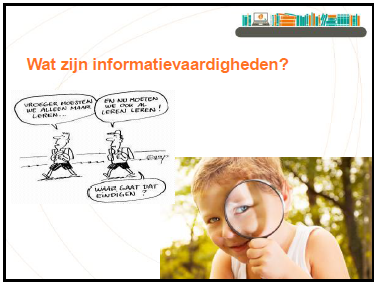 Wat zijn informatievaardigheden?
VROEGER MOESTEN
WE ALLEEN MAAR
LEREN...
EN NU MOETEN
WE OOK AL
LEREN LEREN!
WAAR GAAT DAT
EINDIGEN?